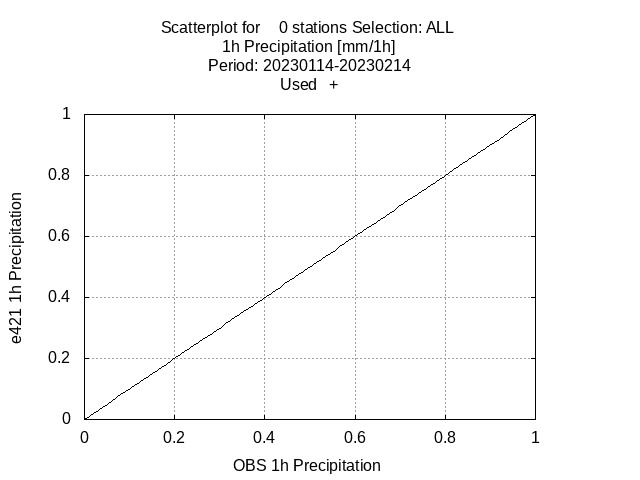 Scatterplot for    0 stations Selection: ALL
1h Precipitation [mm/1h]
Period: 20230114-20230214
Used   +
1
0.8
0.6
0.4
0.2
0
e421 1h Precipitation
0 0.2 0.4 0.6 0.8 1
OBS 1h Precipitation